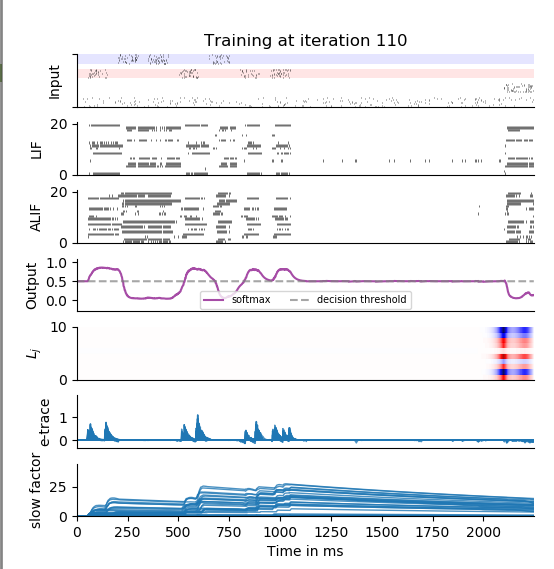 Training at iteration 110
Input
20
LIF
0
20
ALIF
0
1.0
Output
0.5
0.0
softmax
decision threshold
10
Lj
0
1
e-trace
0
slow factor
25
0
0 250 500 750 1000 1250 1500 1750 2000
Time in ms